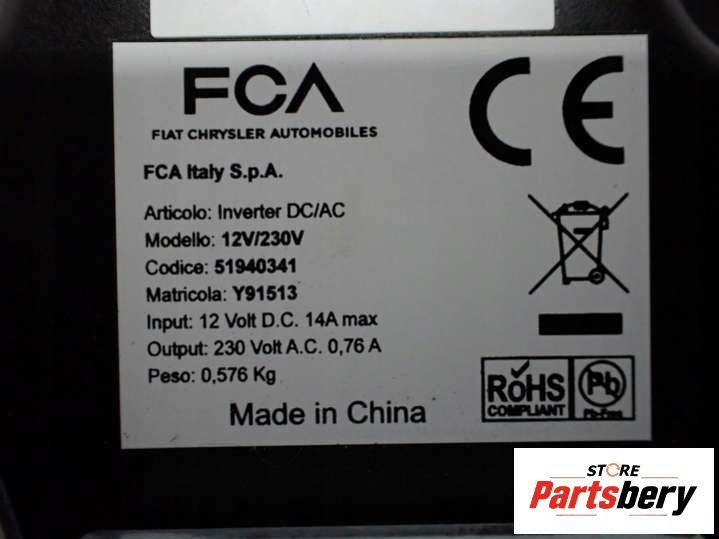 FCA
FIAT CHRYSLER AUTOMOBILES
CE
FCA Italy S.p.A.
Articolo: Inverter DC/AC
Modello: 12V/230V
Codice: 51940341
Matricola: Y91513
Input: 12 Volt D.C. 14A max
Output: 230 Volt A.C. 0,76 A
Peso: 0,576 Kg
Made in China
RoHS
COMPLIANT
Pb
Pb-Free
STORE
Partsbery